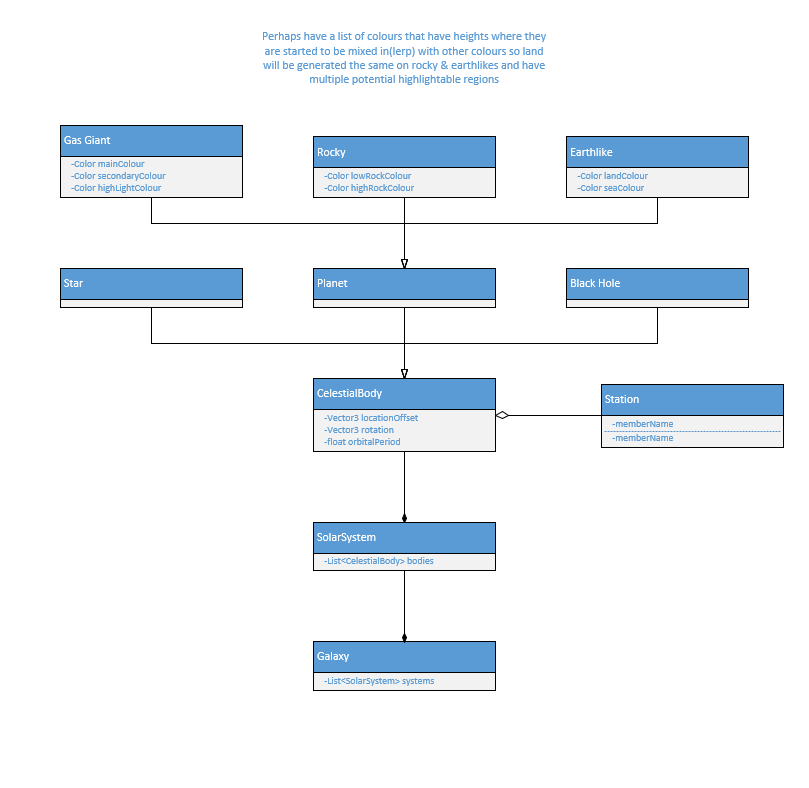 Perhaps have a list of colours that have heights where they
are started to be mixed in(lerp) with other colours so land
will be generated the same on rocky & earthlikes and have
multiple potential highlightable regions
Gas Giant
-Color mainColour
-Color secondaryColour
-Color highLightColour
Rocky
-Color lowRockColour
-Color highRockColour
Earthlike
-Color landColour
-Color seaColour
Star
Planet
Black Hole
CelestialBody
-Vector3 locationOffset
-Vector3 rotation
-float orbitalPeriod
Station
-memberName
-memberName
SolarSystem
-List<CelestialBody> bodies
Galaxy
-List<SolarSystem> systems